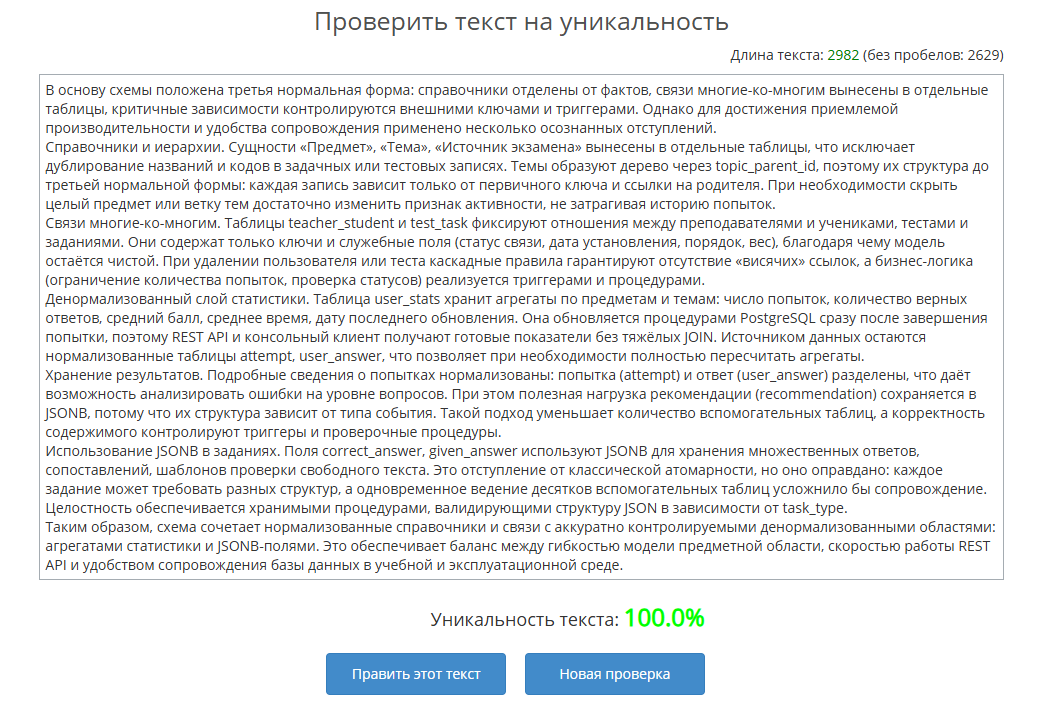 Проверить текст на уникальность
Длина текста: 2982 (без пробелов: 2629)
В основу схемы положена третья нормальная форма: справочники отделены от фактов, связи многие-ко-многим вынесены в отдельные
таблицы, критичные зависимости контролируются внешними ключами и триггерами. Однако для достижения приемлемой
производительности и удобства сопровождения применено несколько осознанных отступлений.
Справочники и иерархии. Сущности «Предмет», «Тема», «Источник экзамена» вынесены в отдельные таблицы, что исключает
дублирование названий и кодов в задачных или тестовых записях. Темы образуют дерево через topic_parent_id, поэтому их структура до
третьей нормальной формы: каждая запись зависит только от первичного ключа и ссылки на родителя. При необходимости скрыть
целый предмет или ветку тем достаточно изменить признак активности, не затрагивая историю попыток.
Связи многие-ко-многим. Таблицы teacher_student и test_task фиксируют отношения между преподавателями и учениками, тестами и
заданиями. Они содержат только ключи и служебные поля (статус связи, дата установления, порядок, вес), благодаря чему модель
остаётся чистой. При удалении пользователя или теста каскадные правила гарантируют отсутствие «висячих» ссылок, а бизнес-логика
(ограничение количества попыток, проверка статусов) реализуется триггерами и процедурами.
Денормализованный слой статистики. Таблица user_stats хранит агрегаты по предметам и темам: число попыток, количество верных
ответов, средний балл, среднее время, дату последнего обновления. Она обновляется процедурами PostgreSQL сразу после завершения
попытки, поэтому REST API и консольный клиент получают готовые показатели без тяжёлых JOIN. Источником данных остаются
нормализованные таблицы attempt, user_answer, что позволяет при необходимости полностью пересчитать агрегаты.
Хранение результатов. Подробные сведения о попытках нормализованы: попытка (attempt) и ответ (user_answer) разделены, что даёт
возможность анализировать ошибки на уровне вопросов. При этом полезная нагрузка рекомендации (recommendation) сохраняется в
JSONB, потому что их структура зависит от типа события. Такой подход уменьшает количество вспомогательных таблиц, а корректность
содержимого контролируют триггеры и проверочные процедуры.
Использование JSONB в заданиях. Поля correct_answer, given_answer используют JSONB для хранения множественных ответов,
сопоставлений, шаблонов проверки свободного текста. Это отступление от классической атомарности, но оно оправдано: каждое
задание может требовать разных структур, а одновременное ведение десятков вспомогательных таблиц усложнило бы сопровождение.
Целостность обеспечивается хранимыми процедурами, валидирующими структуру JSON в зависимости от task_type.
Таким образом, схема сочетает нормализованные справочники и связи с аккуратно контролируемыми денормализованными областями:
агрегатами статистики и JSONB-полями. Это обеспечивает баланс между гибкостью модели предметной области, скоростью работы REST
API и удобством сопровождения базы данных в учебной и эксплуатационной среде.
Уникальность текста: 100.0%
Править этот текст
Новая проверка